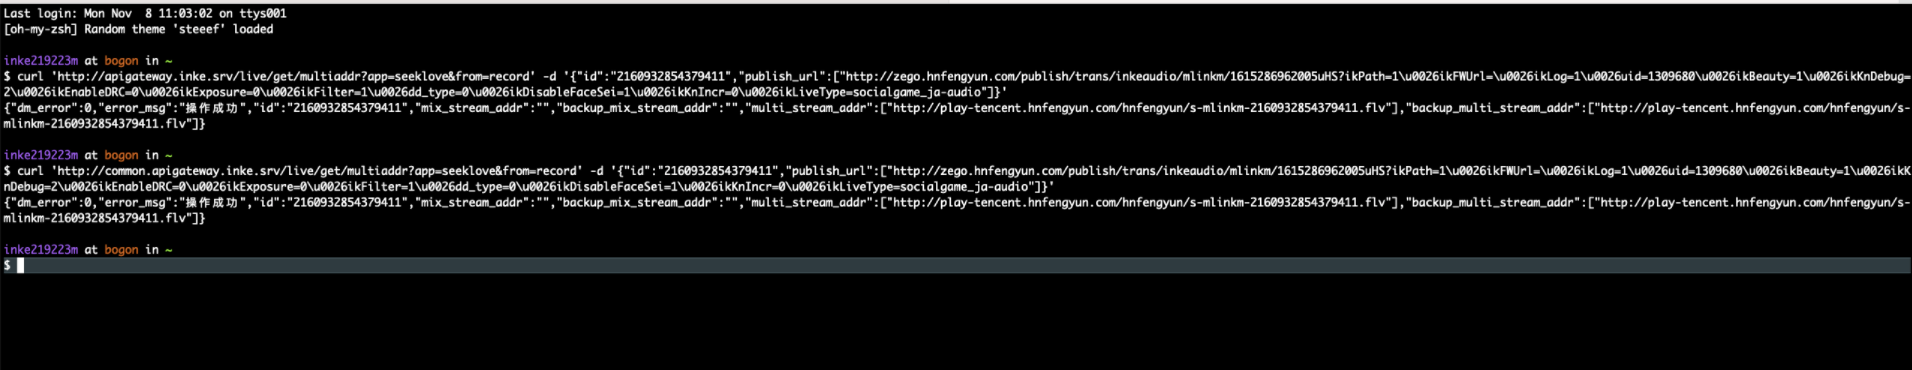 Last login: Mon Nov  8 11:03:02 on ttys001
[oh-my-zsh] Random theme 'steeef' loaded
inke219223m at bogon in ~
$ curl 'http://apigateway.inke.srv/live/get/multiaddr?app=seeklove&from=record' -d '{"id":"2160932854379411","publish_url":["http://zego.hnfengyun.com/publish/trans/inkeaudio/mlinkm/1615286962005uHS?ikPath=1\u0026ikFWUrl=\u0026ikLog=1\u0026uid=1309680\u0026ikBeauty=1\u0026ikKnDebug=
2\u0026ikEnableDRC=0\u0026ikExposure=0\u0026ikFilter=1\u0026dd_type=0\u0026ikDisableFaceSei=1\u0026ikKnIncr=0\u0026ikLiveType=socialgame_ja-audio"]}'
{"dm_error":0,"error_msg":"操作成功","id":"2160932854379411","mix_stream_addr":"","backup_mix_stream_addr":"","multi_stream_addr":["http://play-tencent.hnfengyun.com/hnfengyun/s-mlinkm-2160932854379411.flv"],"backup_multi_stream_addr":["http://play-tencent.hnfengyun.com/hnfengyun/s-
mlinkm-2160932854379411.flv"]}
inke219223m at bogon in ~
$ curl 'http://common.apigateway.inke.srv/live/get/multiaddr?app=seeklove&from=record' -d '{"id":"2160932854379411","publish_url":["http://zego.hnfengyun.com/publish/trans/inkeaudio/mlinkm/1615286962005uHS?ikPath=1\u0026ikFWUrl=\u0026ikLog=1\u0026uid=1309680\u0026ikBeauty=1\u0026ikK
nDebug=2\u0026ikEnableDRC=0\u0026ikExposure=0\u0026ikFilter=1\u0026dd_type=0\u0026ikDisableFaceSei=1\u0026ikKnIncr=0\u0026ikLiveType=socialgame_ja-audio"]}'
{"dm_error":0,"error_msg":"操作成功","id":"2160932854379411","mix_stream_addr":"","backup_mix_stream_addr":"","multi_stream_addr":["http://play-tencent.hnfengyun.com/hnfengyun/s-mlinkm-2160932854379411.flv"],"backup_multi_stream_addr":["http://play-tencent.hnfengyun.com/hnfengyun/s-
mlinkm-2160932854379411.flv"]}
inke219223m at bogon in ~
$